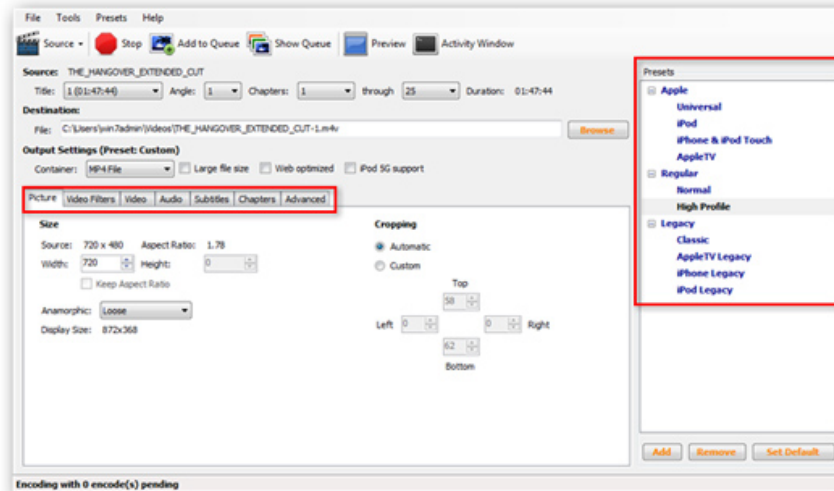 File Tools Presets Help
Source Stop Add to Queue Show Queue Preview Activity Window
Source: THE_HANGOVER_EXTENDED_CUT
Title: 1 (01:47:44) Angle: 1 Chapters: 1 through 25 Duration: 01:47:44
Destination:
File: C:\Users\win7admin\Videos\THE_HANGOVER_EXTENDED_CUT-1.m4v Browse
Output Settings (Preset: Custom)
Container: MP4 File Large file size Web optimized iPod 5G support
Picture Video Filters Video Audio Subtitles Chapters Advanced
Size
Source: 720 x 480 Aspect Ratio: 1.78
Width: 720 Height: 0
Keep Aspect Ratio
Anamorphic: Loose
Display Size: 872x368
Cropping
Automatic
Custom
Top
58
Left 0 0 Right
62
Bottom
Presets
Apple
Universal
iPod
iPhone & iPod Touch
AppleTV
Regular
Normal
High Profile
Legacy
Classic
AppleTV Legacy
iPhone Legacy
iPod Legacy
Add Remove Set Default
Encoding with 0 encode(s) pending